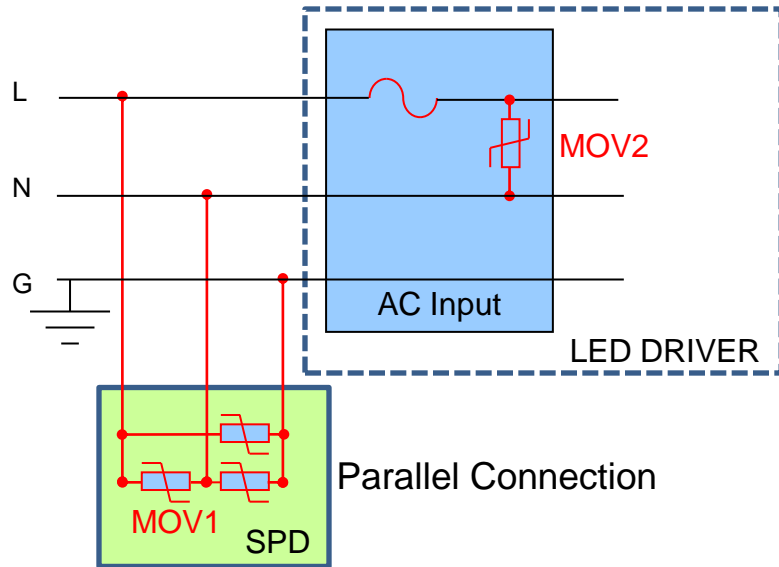 L
MOV2
N
G
AC Input
LED DRIVER
Parallel Connection
MOV1
SPD